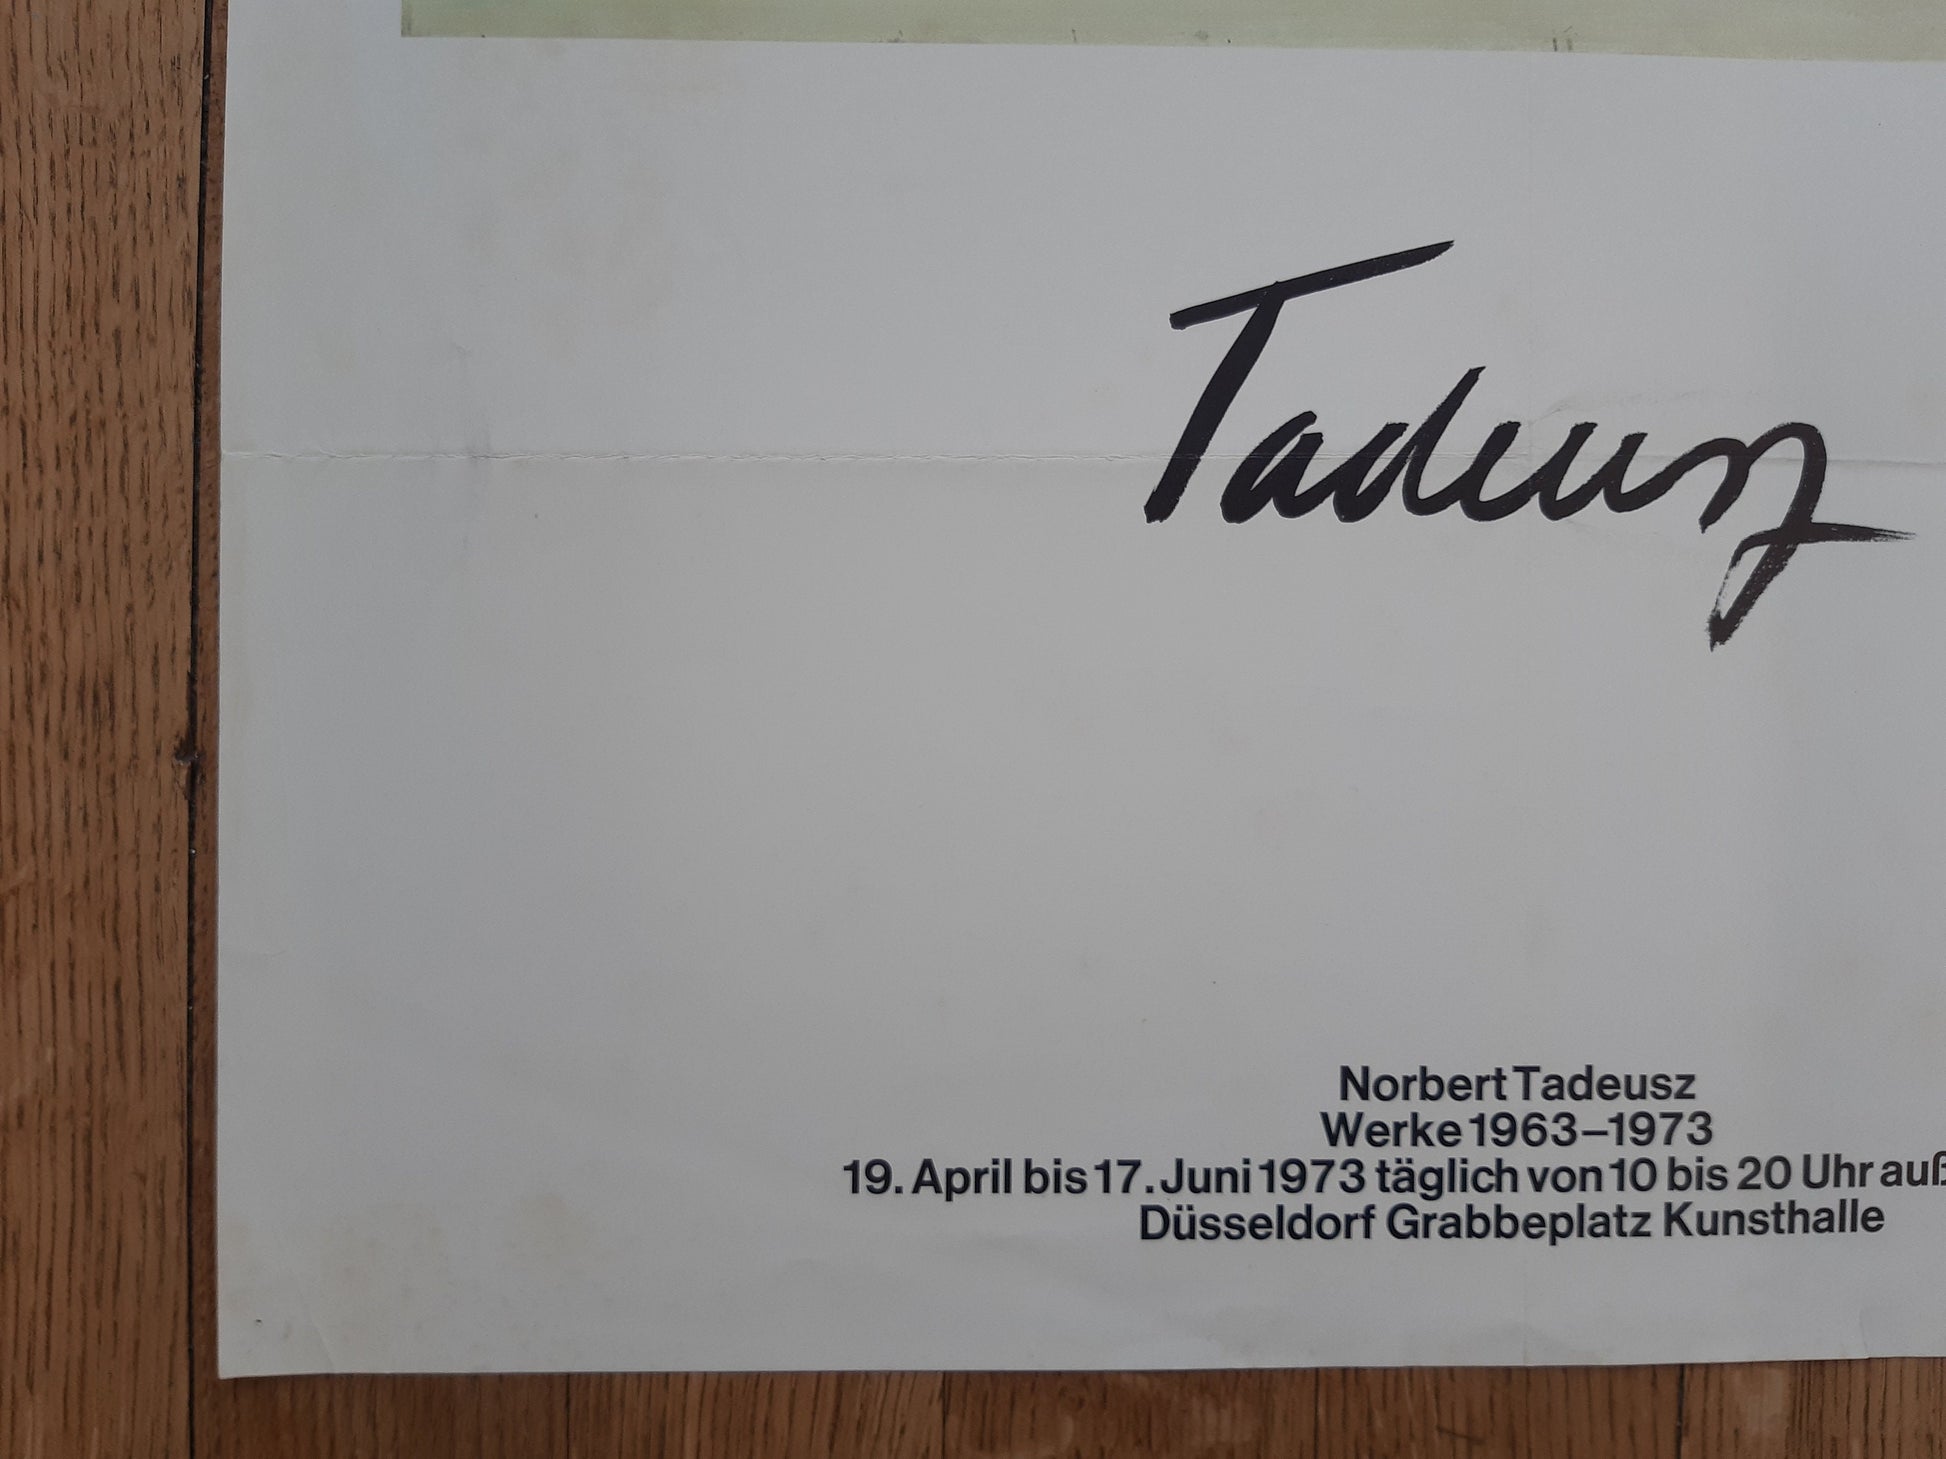 Tadeusz
Norbert Tadeusz
Werke 1963–1973
19. April bis 17. Juni 1973 täglich von 10 bis 20 Uhr
Düsseldorf Grabbeplatz Kunsthalle